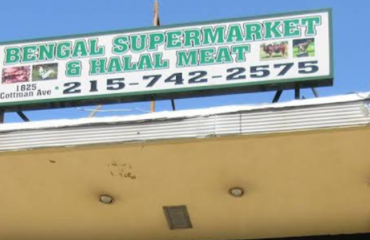 BENGAL SUPERMARKET
& HALAL MEAT
1825
Cottman Ave
215-742-2575